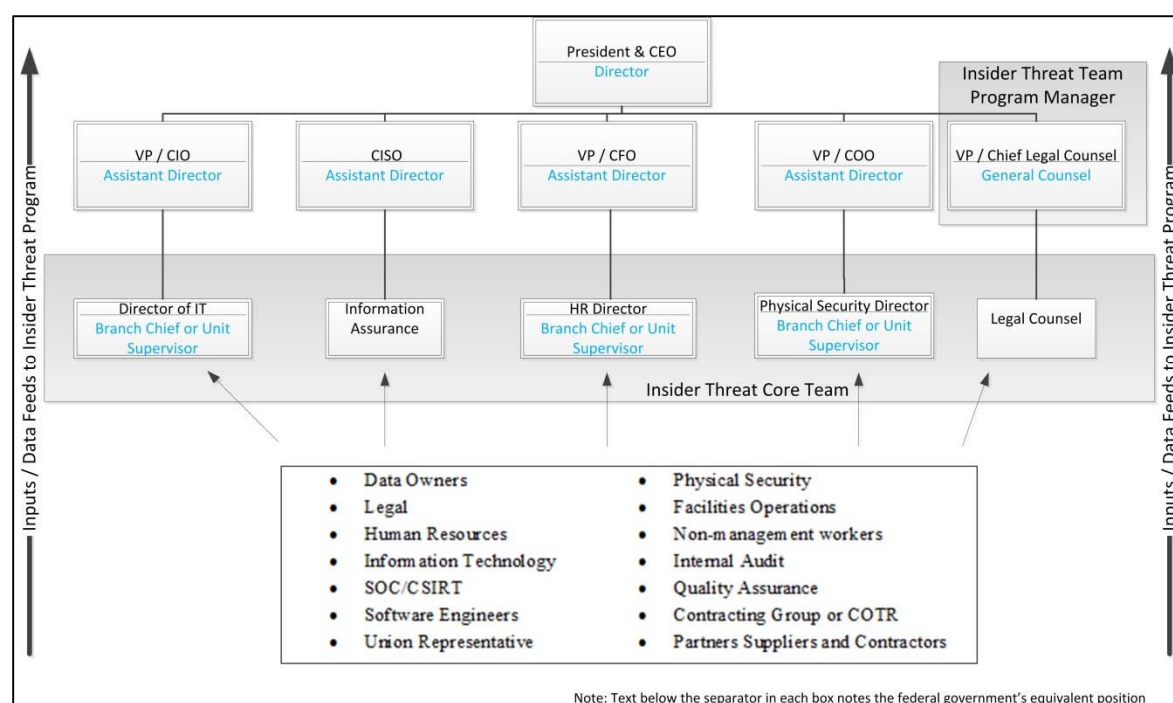 President & CEO
Director
Insider Threat Team
Program Manager
VP / CIO
Assistant Director
CISO
Assistant Director
VP / CFO
Assistant Director
VP / COO
Assistant Director
VP / Chief Legal Counsel
General Counsel
Inputs / Data Feeds to Insider Threat Program
Inputs / Data Feeds to Insider Threat Program
Director of IT
Branch Chief or Unit
Supervisor
Information
Assurance
HR Director
Branch Chief or Unit
Supervisor
Physical Security Director
Branch Chief or Unit
Supervisor
Legal Counsel
Insider Threat Core Team
• Data Owners
• Legal
• Human Resources
• Information Technology
• SOC/CSIRT
• Software Engineers
• Union Representative
• Physical Security
• Facilities Operations
• Non-management workers
• Internal Audit
• Quality Assurance
• Contracting Group or COTR
• Partners Suppliers and Contractors
Note: Text below the separator in each box notes the federal government's equivalent position